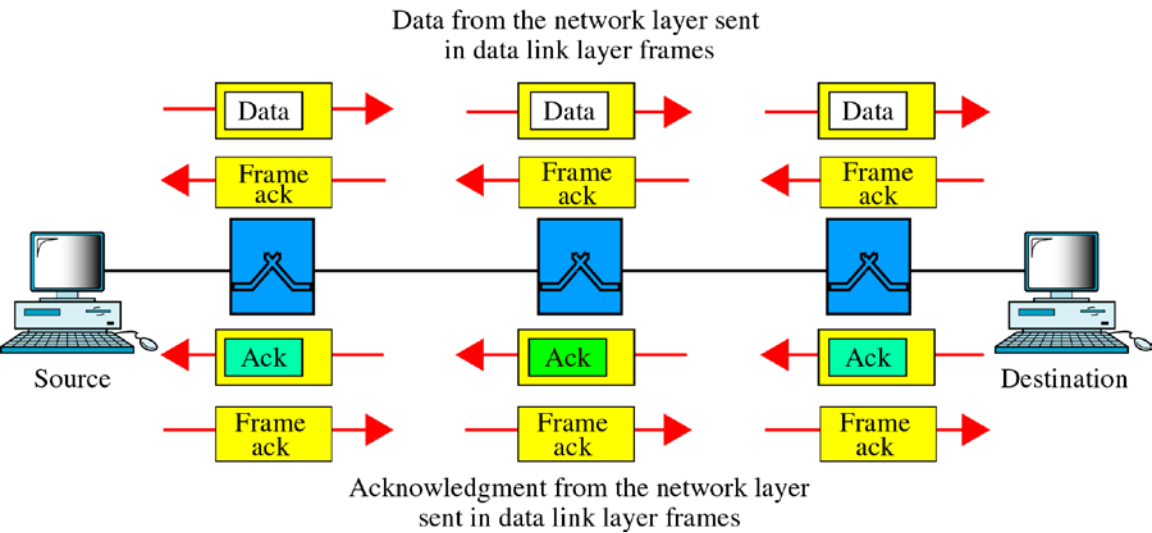 Data from the network layer sent
in data link layer frames
Data
Data
Data
Frame
ack
Frame
ack
Frame
ack
Source
Destination
Ack
Ack
Ack
Frame
ack
Frame
ack
Frame
ack
Acknowledgment from the network layer
sent in data link layer frames